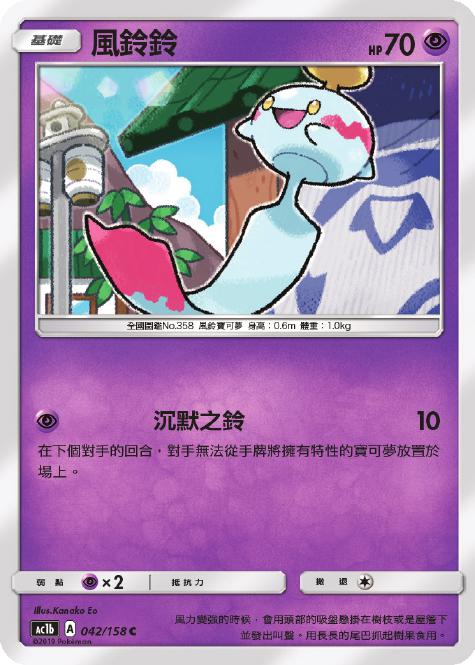 基礎 風鈴鈴 HP70
全國圖鑑No.358 風鈴寶可夢 身高：0.6m 體重：1.0kg
沉默之鈴 10
在下個對手的回合，對手無法從手牌將擁有特性的寶可夢放置於
場上。
弱點 ×2 抵抗力 撤退
Illus.Kanako Eo
ac1b A 042/158 C
©2019 Pokémon
風力變強的時候，會用頭部的吸盤懸掛在樹枝或是屋簷下
並發出叫聲。用長長的尾巴抓起樹果食用。